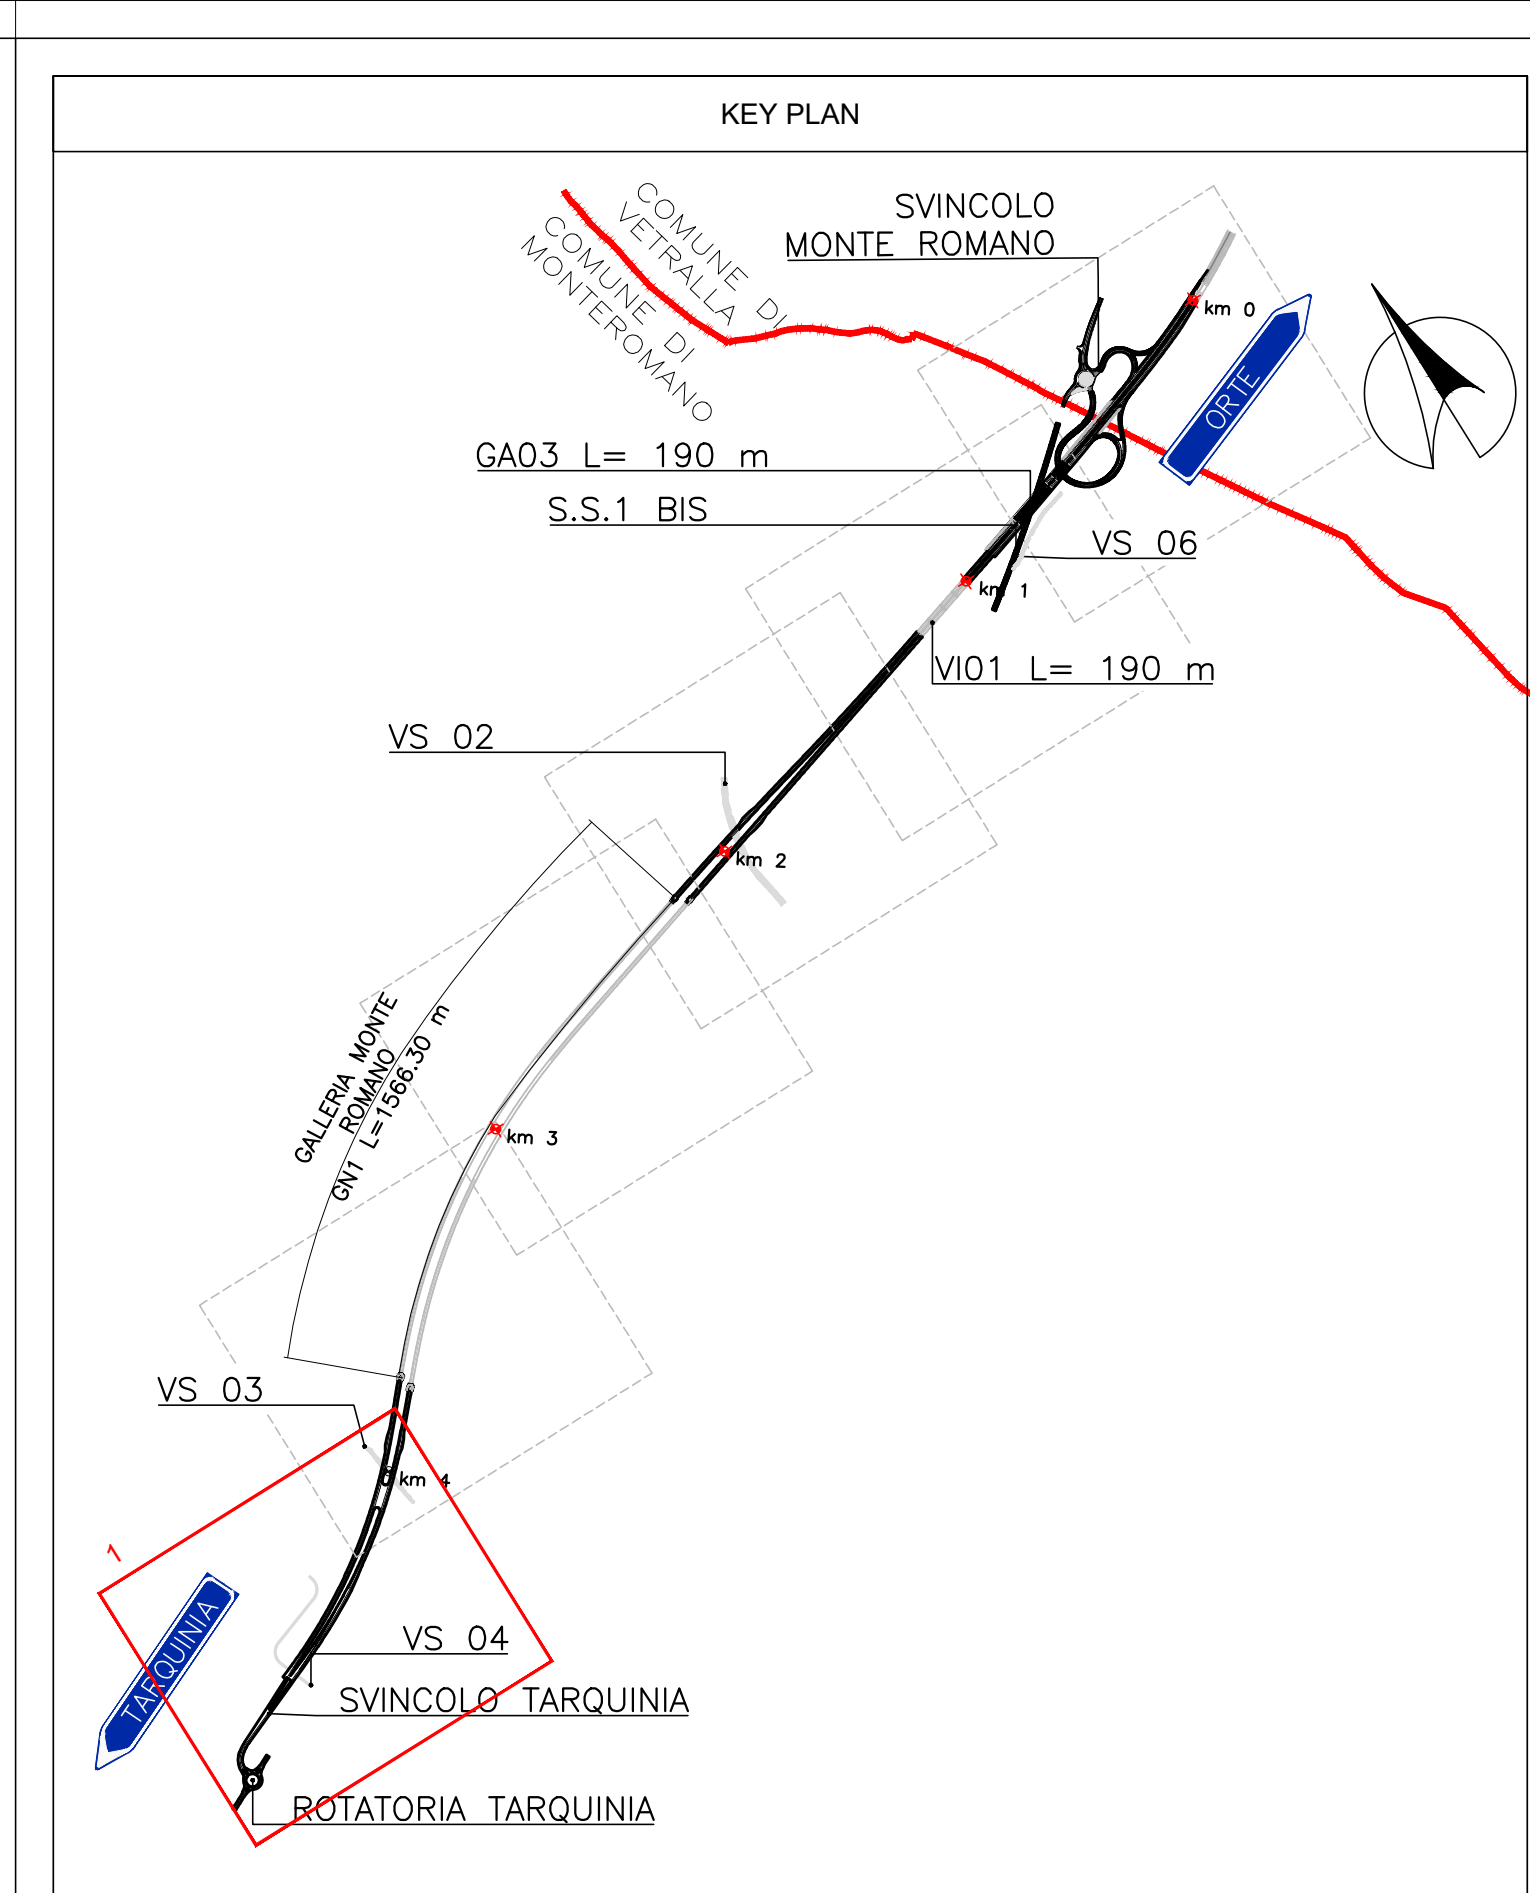 KEY PLAN
COMUNE DI
VETRALLA
COMUNE DI
MONTEROMANO
SVINCOLO
MONTE ROMANO
km 0
ORTE
GA03 L= 190 m
S.S.1 BIS
VS 06
km 1
VI01 L= 190 m
VS 02
km 2
GALLERIA MONTE
ROMANO
GN1 L=1566.30 m
km 3
VS 03
km 4
1
TARQUINIA
VS 04
SVINCOLO TARQUINIA
ROTATORIA TARQUINIA